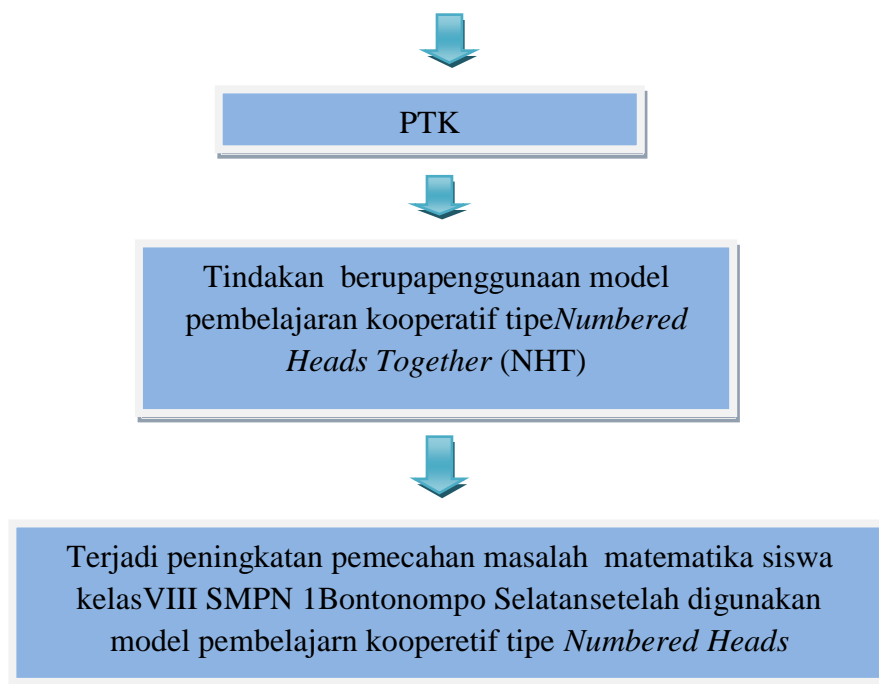 PTK
Tindakan berupapenggunaan model
pembelajaran kooperatif tipeNumbered
Heads Together (NHT)
Terjadi peningkatan pemecahan masalah matematika siswa
kelasVIII SMPN 1Bontonompo Selatansetelah digunakan
model pembelajarn kooperetif tipe Numbered Heads